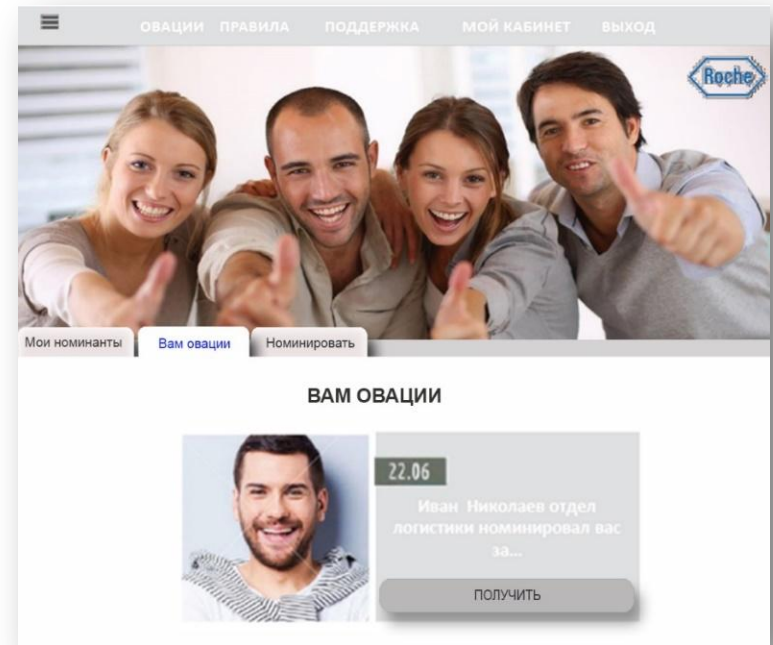 ОВАЦИИ ПРАВИЛА ПОДДЕРЖКА МОЙ КАБИНЕТ ВЫХОД
Roche
Мои номинанты Вам овации Номинировать
ВАМ ОВАЦИИ
22.06
Иван Николаев отдел
логистики номинировал вас
за...
ПОЛУЧИТЬ